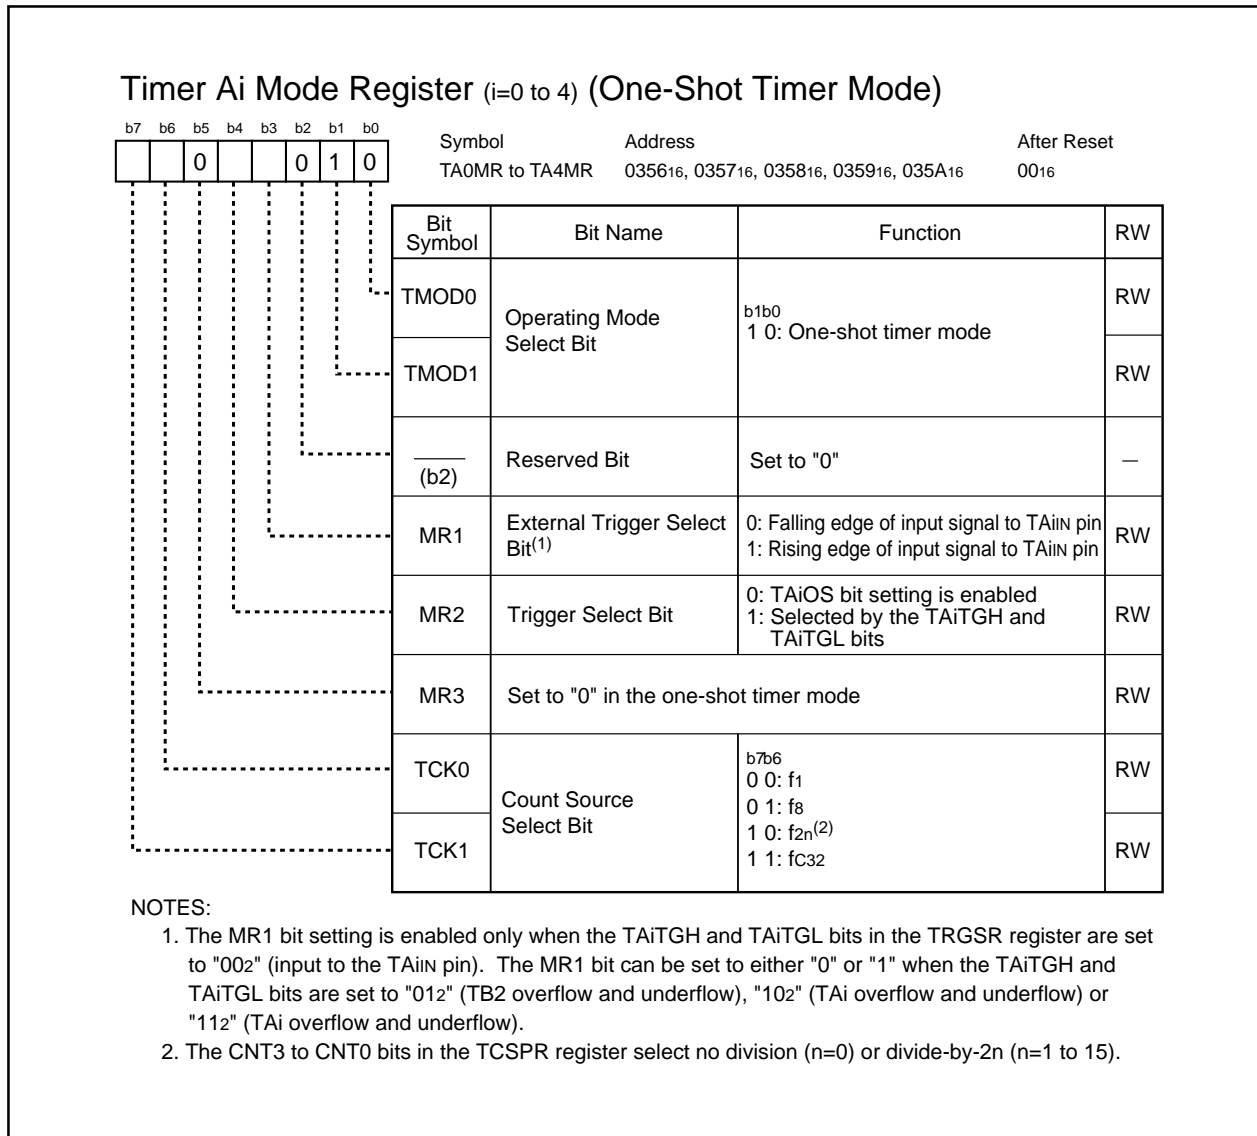 Timer Ai Mode Register (i=0 to 4) (One-Shot Timer Mode)
b7 b6 b5 b4 b3 b2 b1 b0
0 0 1 0
Symbol Address After Reset
TA0MR to TA4MR 035616, 035716, 035816, 035916, 035A16 0016
Bit Symbol Bit Name Function RW
TMOD0 RW
Operating Mode
Select Bit
b1b0
1 0: One-shot timer mode
TMOD1 RW
(b2) Reserved Bit Set to "0" —
MR1 External Trigger Select
Bit(1)
0: Falling edge of input signal to TAiIN pin
1: Rising edge of input signal to TAiIN pin
RW
MR2 Trigger Select Bit
0: TAiOS bit setting is enabled
1: Selected by the TAiTGH and
TAiTGL bits
RW
MR3 Set to "0" in the one-shot timer mode RW
TCK0 RW
Count Source
Select Bit
b7b6
0 0: f1
0 1: f8
1 0: f2n(2)
1 1: fC32
TCK1 RW
NOTES:
1. The MR1 bit setting is enabled only when the TAiTGH and TAiTGL bits in the TRGSR register are set
to "002" (input to the TAiIN pin). The MR1 bit can be set to either "0" or "1" when the TAiTGH and
TAiTGL bits are set to "012" (TB2 overflow and underflow), "102" (TAi overflow and underflow) or
"112" (TAi overflow and underflow).
2. The CNT3 to CNT0 bits in the TCSPR register select no division (n=0) or divide-by-2n (n=1 to 15).